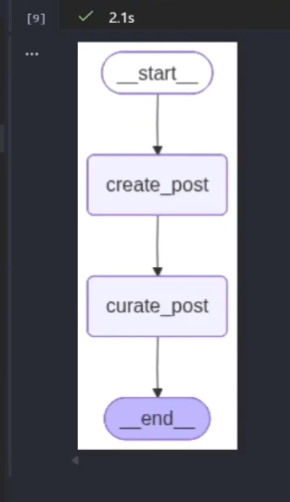 [9]
2.1s
...
__start__
create_post
curate_post
__end__